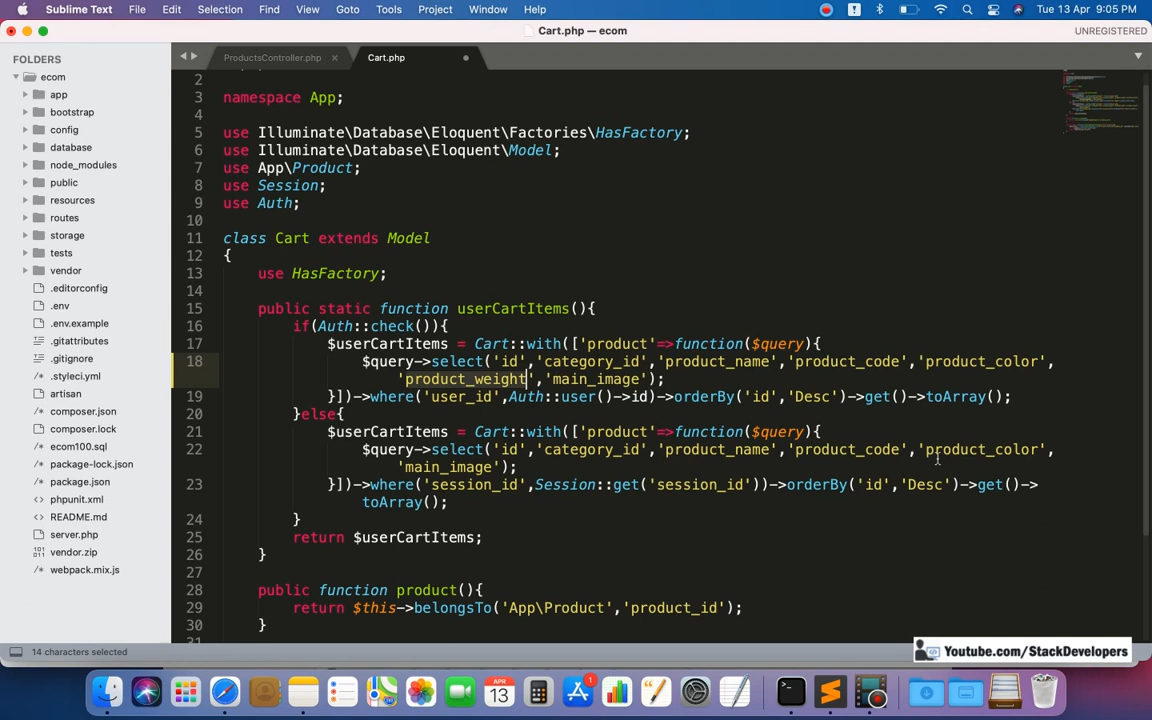 Sublime Text File Edit Selection Find View Goto Tools Project Window Help Tue 13 Apr 9:05 PM
Cart.php — ecom UNREGISTERED
FOLDERS
ecom
app
bootstrap
config
database
node_modules
public
resources
routes
storage
tests
vendor
.editorconfig
.env
.env.example
.gitattributes
.gitignore
.styleci.yml
artisan
composer.json
composer.lock
ecom100.sql
package-lock.json
package.json
phpunit.xml
README.md
server.php
vendor.zip
webpack.mix.js
ProductsController.php Cart.php
2
3 namespace App;
4
5 use Illuminate\Database\Eloquent\Factories\HasFactory;
6 use Illuminate\Database\Eloquent\Model;
7 use App\Product;
8 use Session;
9 use Auth;
10
11 class Cart extends Model
12 {
13 use HasFactory;
14
15 public static function userCartItems(){
16 if(Auth::check()){
17 $userCartItems = Cart::with(['product'=>function($query){
18 $query->select('id','category_id','product_name','product_code','product_color',
'product_weight','main_image');
19 }])->where('user_id',Auth::user()->id)->orderBy('id','Desc')->get()->toArray();
20 }else{
21 $userCartItems = Cart::with(['product'=>function($query){
22 $query->select('id','category_id','product_name','product_code','product_color',
'main_image');
23 }])->where('session_id',Session::get('session_id'))->orderBy('id','Desc')->get()->
toArray();
24 }
25 return $userCartItems;
26 }
27
28 public function product(){
29 return $this->belongsTo('App\Product','product_id');
30 }
31
14 characters selected
Youtube.com/StackDevelopers
APR
13
1